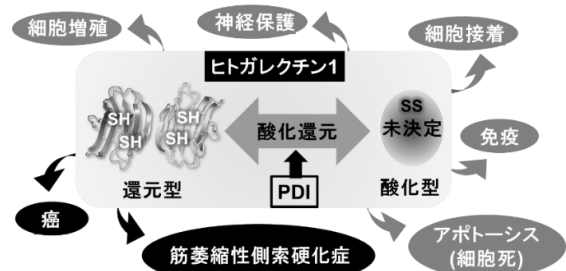 細胞増殖
神経保護
細胞接着
ヒトガレクチン1
SH
SH
SH
SH
酸化還元
SS
未決定
免疫
還元型
PDI
酸化型
癌
筋萎縮性側索硬化症
アポトーシス
(細胞死)